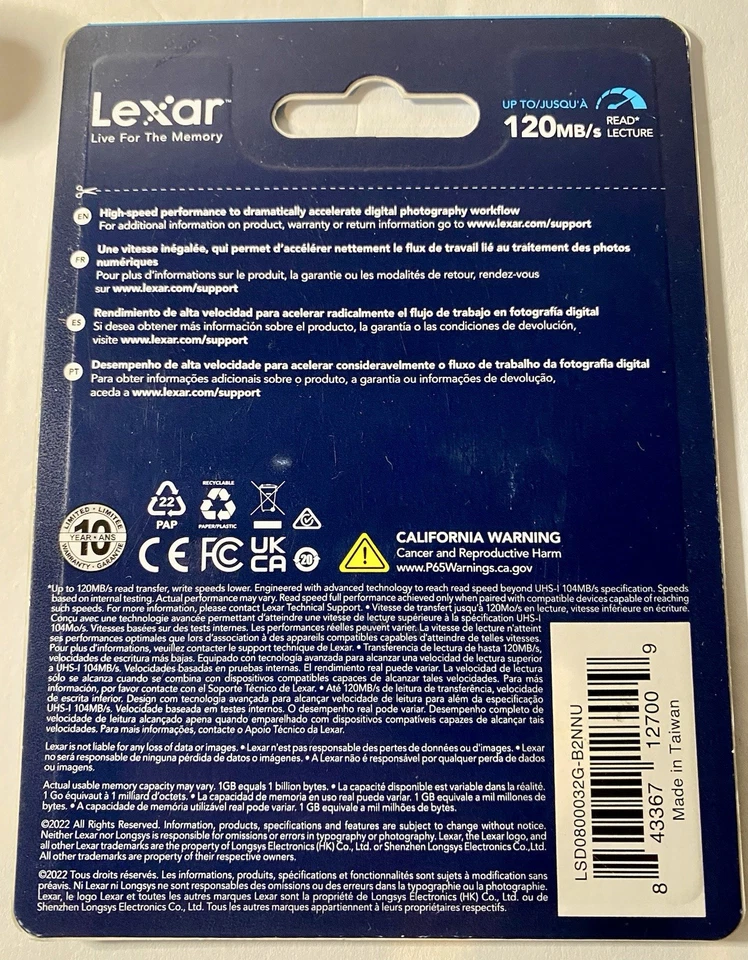 Lexar™
Live For The Memory
UP TO/JUSQU'À
120MB/s READ*
LECTURE
EN
High-speed performance to dramatically accelerate digital photography workflow
For additional information on product, warranty or return information go to www.lexar.com/support
FR
Une vitesse inégalée, qui permet d'accélérer nettement le flux de travail lié au traitement des photos
numériques
Pour plus d'informations sur le produit, la garantie ou les modalités de retour, rendez-vous
sur www.lexar.com/support
ES
Rendimiento de alta velocidad para acelerar radicalmente el flujo de trabajo en fotografía digital
Si desea obtener más información sobre el producto, la garantía o las condiciones de devolución,
visite www.lexar.com/support
PT
Desempenho de alta velocidade para acelerar consideravelmente o fluxo de trabalho da fotografia digital
Para obter informações adicionais sobre o produto, a garantia ou informações de devolução,
aceda a www.lexar.com/support
LIMITED • LIMITÉE
10
YEAR • ANS
WARRANTY • GARANTIE
22
PAP
RECYCLABLE
PAPER/PLASTIC
CE FC UK
CA
20
CALIFORNIA WARNING
Cancer and Reproductive Harm
www.P65Warnings.ca.gov
*Up to 120MB/s read transfer, write speeds lower. Engineered with advanced technology to reach read speed beyond UHS-I 104MB/s specification. Speeds
based on internal testing. Actual performance may vary. Read speed full performance achieved only when paired with compatible devices capable of reaching
such speeds. For more information, please contact Lexar Technical Support. • Vitesse de transfert jusqu'à 120Mo/s en lecture, vitesse inférieure en écriture.
Conçu avec une technologie avancée permettant d'atteindre une vitesse de lecture supérieure à la spécification UHS-I
104Mo/s. Vitesses basées sur des tests internes. Les performances réelles peuvent varier. La vitesse de lecture n'atteint
ses performances optimales que lors d'association à des appareils compatibles capables d'atteindre de telles vitesses.
Pour plus d'informations, veuillez contacter le support technique de Lexar. • Transferencia de lectura de hasta 120MB/s,
velocidades de escritura más bajas. Equipado con tecnología avanzada para alcanzar una velocidad de lectura superior
a UHS-I 104MB/s. Velocidades basadas en pruebas internas. El rendimiento real puede variar. La velocidad de lectura
sólo se alcanza cuando se combina con dispositivos compatibles capaces de alcanzar tales velocidades. Para más
información, por favor contacte con el Soporte Técnico de Lexar. • Até 120MB/s de leitura de transferência, velocidade
de escrita inferior. Design com tecnologia avançada para alcançar velocidade de leitura para além da especificação
UHS-I 104MB/s. Velocidade baseada em testes internos. O desempenho real pode variar. Desempenho completo de
velocidade de leitura alcançado apenas quando emparelhado com dispositivos compatíveis capazes de alcançar tais
velocidades. Para mais informações, contacte o Apoio Técnico da Lexar.
Lexar is not liable for any loss of data or images. • Lexar n'est pas responsable des pertes de données ou d'images. • Lexar
no será responsable de ninguna pérdida de datos o imágenes. • A Lexar não é responsável por qualquer perda de dados
ou imagens.
Actual usable memory capacity may vary. 1GB equals 1 billion bytes. • La capacité disponible est variable dans la réalité.
1 Go équivaut à 1 milliard d'octets. • La capacidad de memoria en uso real puede variar. 1 GB equivale a mil millones de
bytes. • A capacidade de memória utilizável real pode variar. 1 GB equivale a mil milhões de bytes.
©2022 All Rights Reserved. Information, products, specifications and features are subject to change without notice.
Neither Lexar nor Longsys is responsible for omissions or errors in typography or photography. Lexar, the Lexar logo, and
all other Lexar trademarks are the property of Longsys Electronics (HK) Co., Ltd. or Shenzhen Longsys Electronics Co.,Ltd.
All other trademarks are property of their respective owners.
©2022 Tous droits réservés. Les informations, produits, spécifications et fonctionnalités sont sujets à modification sans
préavis. Ni Lexar ni Longsys ne sont responsables des omissions ou des erreurs dans la typographie ou la photographie.
Lexar, le logo Lexar et toutes les autres marques Lexar sont la propriété de Longsys Electronics (HK) Co., Ltd. ou de
Shenzhen Longsys Electronics Co., Ltd. Tous les autres marques appartiennent à leurs propriétaires respectifs.
LSD0800032G-B2NNU
8 43367 12700 9
Made in Taiwan